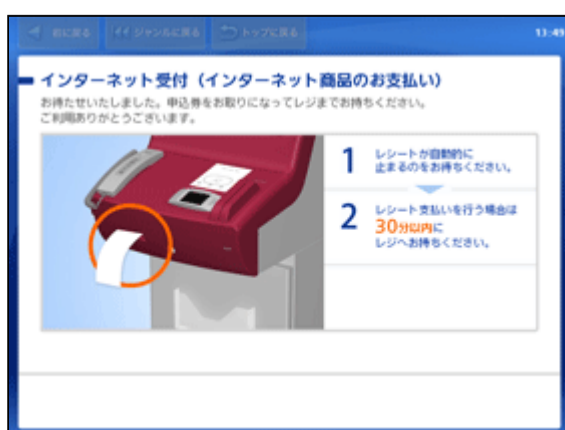 前に戻る ジャンルに戻る トップに戻る 13:49
インターネット受付（インターネット商品のお支払い）
お待たせいたしました。申込券をお取りになってレジまでお持ちください。
ご利用ありがとうございます。
1 レシートが自動的に
止まるのをお待ちください。
2 レシート支払いを行う場合は
30分以内に
レジへお持ちください。